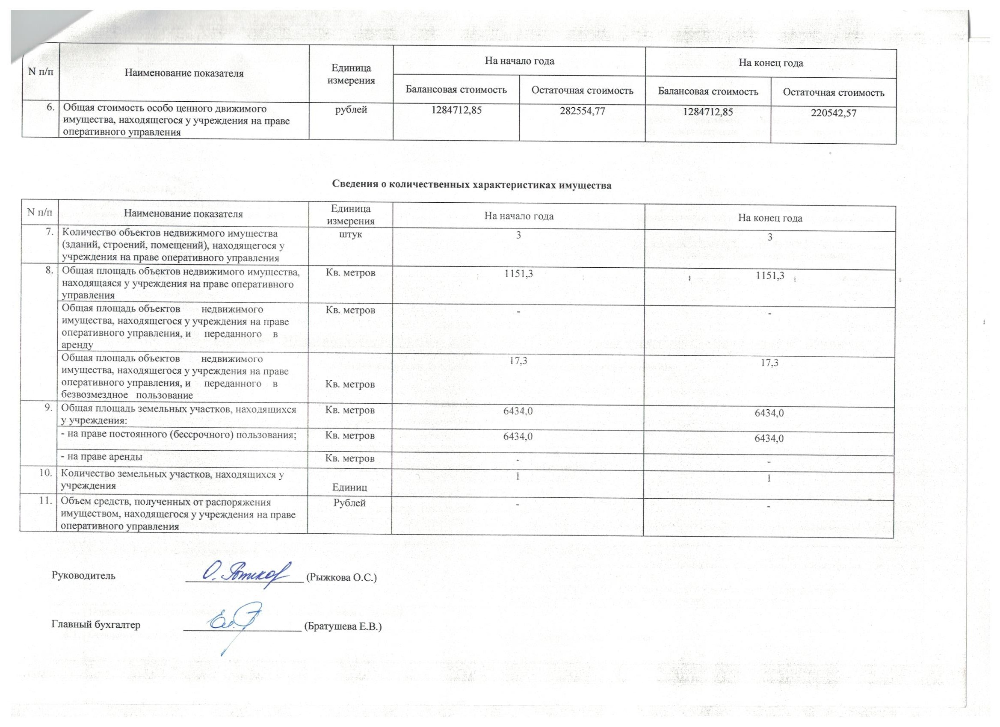 N п/п
Наименование показателя
Единица
измерения
На начало года
На конец года
Балансовая стоимость
Остаточная стоимость
Балансовая стоимость
Остаточная стоимость
6. Общая стоимость особо ценного движимого
имущества, находящегося у учреждения на праве
оперативного управления
рублей
1284712,85
282554,77
1284712,85
220542,57
Сведения о количественных характеристиках имущества
N п/п
Наименование показателя
Единица
измерения
На начало года
На конец года
7. Количество объектов недвижимого имущества
(зданий, строений, помещений), находящегося у
учреждения на праве оперативного управления
штук
3
3
8. Общая площадь объектов недвижимого имущества,
находящаяся у учреждения на праве оперативного
управления
Кв. метров
1151,3
1151,3
Общая площадь объектов недвижимого
имущества, находящегося у учреждения на праве
оперативного управления, и переданного в
аренду
Кв. метров
-
-
Общая площадь объектов недвижимого
имущества, находящегося у учреждения на праве
оперативного управления, и переданного в
безвозмездное пользование
Кв. метров
17,3
17,3
9. Общая площадь земельных участков, находящихся
у учреждения:
Кв. метров
6434,0
6434,0
- на праве постоянного (бессрочного) пользования;
Кв. метров
6434,0
6434,0
- на праве аренды
Кв. метров
-
-
10. Количество земельных участков, находящихся у
учреждения
Единиц
1
1
11. Объем средств, полученных от распоряжения
имуществом, находящегося у учреждения на праве
оперативного управления
Рублей
-
-
Руководитель (Рыжкова О.С.)
Главный бухгалтер (Братушева Е.В.)